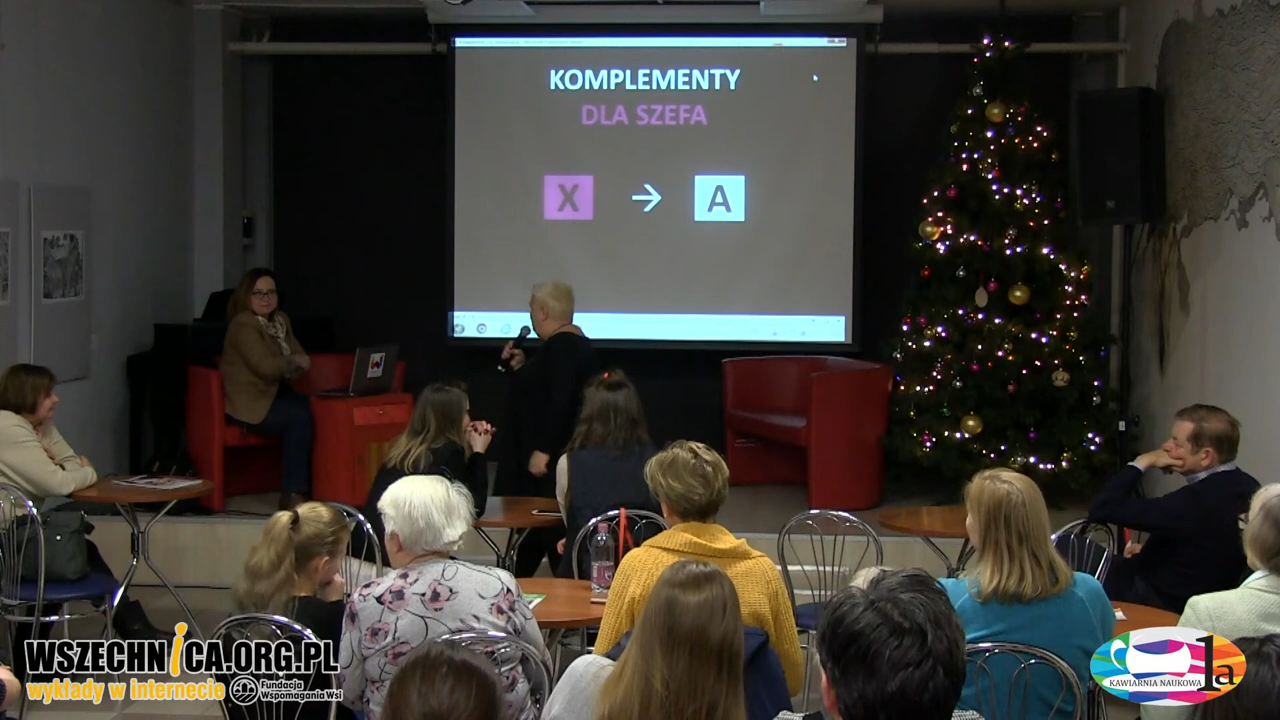 KOMPLEMENTY
DLA SZEFA
X → A
WSZECHNICA.ORG.PL
wykłady w internecie
Fundacja
Wspomagania Wsi
KAWIARNIA NAUKOWA
1a